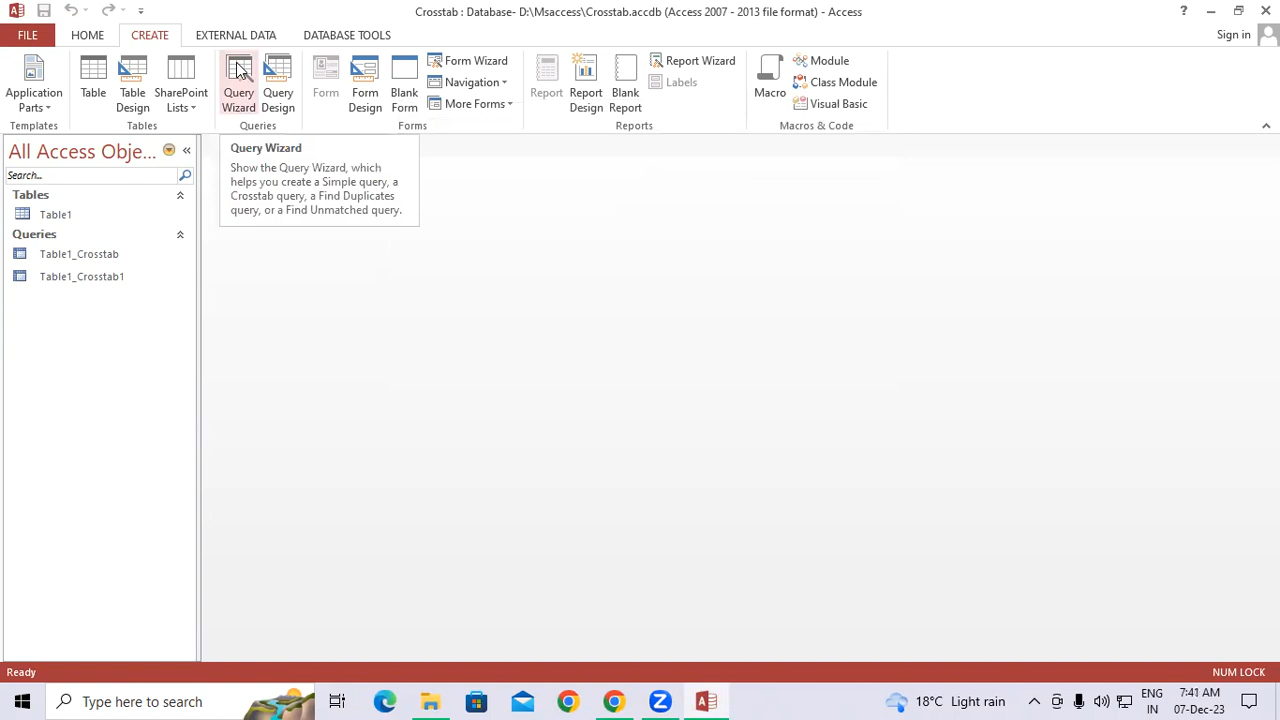 Crosstab : Database- D:\Msaccess\Crosstab.accdb (Access 2007 - 2013 file format) - Access
FILE HOME CREATE EXTERNAL DATA DATABASE TOOLS Sign in
Application Parts
Table
Table Design
SharePoint Lists
Query Wizard
Query Design
Form
Form Design
Blank Form
Form Wizard
Navigation
More Forms
Report
Report Design
Blank Report
Report Wizard
Labels
Macro
Module
Class Module
Visual Basic
Templates Tables Queries Forms Reports Macros & Code
All Access Obje...
Search...
Tables
Table1
Queries
Table1_Crosstab
Table1_Crosstab1
Query Wizard
Show the Query Wizard, which
helps you create a Simple query, a
Crosstab query, a Find Duplicates
query, or a Find Unmatched query.
Ready NUM LOCK
Type here to search
18°C Light rain
ENG
IN
7:41 AM
07-Dec-23